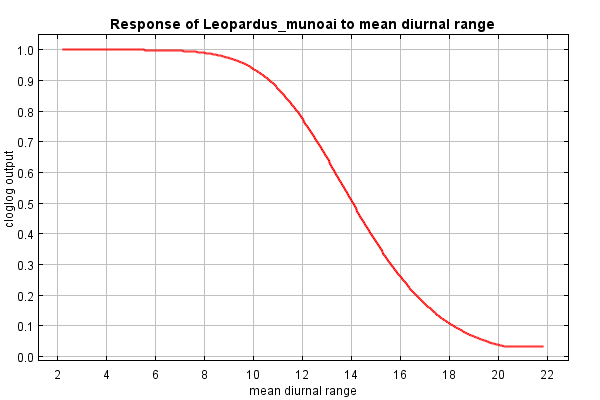 Response of Leopardus_munoai to mean diurnal range
1.0
0.9
0.8
0.7
0.6
0.5
0.4
0.3
0.2
0.1
0.0
cloglog output
2 4 6 8 10 12 14 16 18 20 22
mean diurnal range